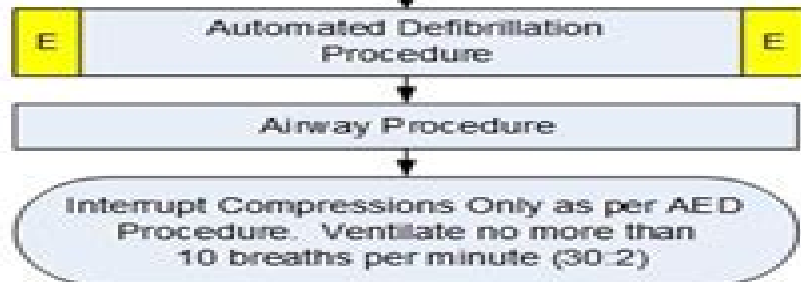 E
Automated Defibrillation
Procedure
E
Airway Procedure
Interrupt Compressions Only as per AED
Procedure. Ventilate no more than
10 breaths per minute (30:2)